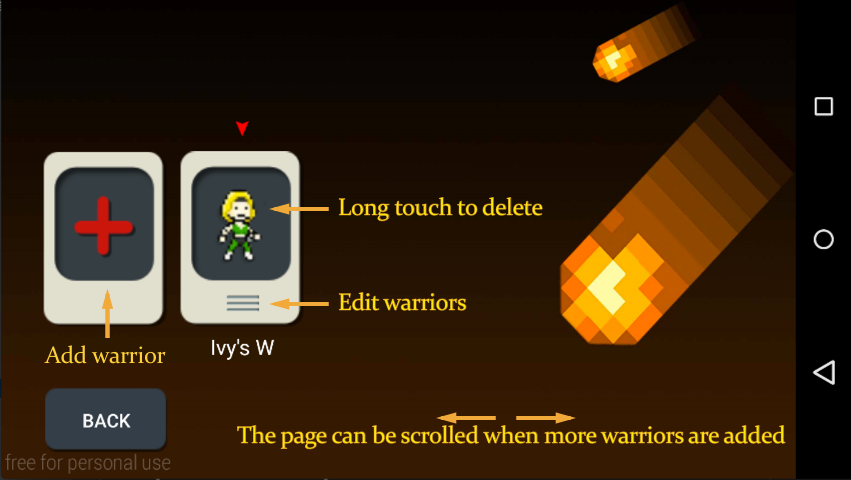 Long touch to delete
Edit warriors
Add warrior
Ivy's W
BACK
The page can be scrolled when more warriors are added
free for personal use